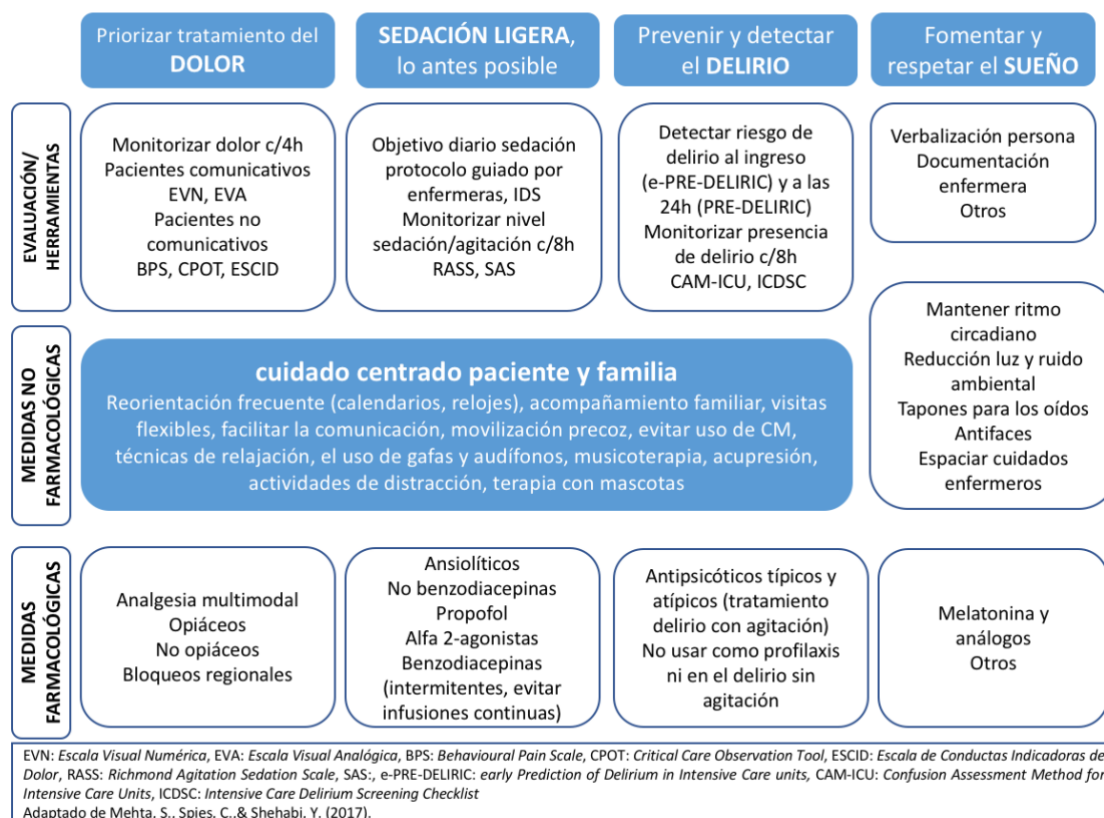 Priorizar tratamiento del
DOLOR
SEDACIÓN LIGERA,
lo antes posible
Prevenir y detectar
el DELIRIO
Fomentar y
respetar el SUEÑO
EVALUACIÓN/
HERRAMIENTAS
Monitorizar dolor c/4h
Pacientes comunicativos
EVN, EVA
Pacientes no
comunicativos
BPS, CPOT, ESCID
Objetivo diario sedación
protocolo guiado por
enfermeras, IDS
Monitorizar nivel
sedación/agitación c/8h
RASS, SAS
Detectar riesgo de
delirio al ingreso
(e-PRE-DELIRIC) y a las
24h (PRE-DELIRIC)
Monitorizar presencia
de delirio c/8h
CAM-ICU, ICDSC
Verbalización persona
Documentación
enfermera
Otros
MEDIDAS NO
FARMACOLÓGICAS
cuidado centrado paciente y familia
Reorientación frecuente (calendarios, relojes), acompañamiento familiar, visitas
flexibles, facilitar la comunicación, movilización precoz, evitar uso de CM,
técnicas de relajación, el uso de gafas y audífonos, musicoterapia, acupresión,
actividades de distracción, terapia con mascotas
Mantener ritmo
circadiano
Reducción luz y ruido
ambiental
Tapones para los oídos
Antifaces
Espaciar cuidados
enfermeros
MEDIDAS
FARMACOLÓGICAS
Analgesia multimodal
Opiáceos
No opiáceos
Bloqueos regionales
Ansiolíticos
No benzodiacepinas
Propofol
Alfa 2-agonistas
Benzodiacepinas
(intermitentes, evitar
infusiones continuas)
Antipsicóticos típicos y
atípicos (tratamiento
delirio con agitación)
No usar como profilaxis
ni en el delirio sin
agitación
Melatonina y
análogos
Otros
EVN: Escala Visual Numérica, EVA: Escala Visual Analógica, BPS: Behavioural Pain Scale, CPOT: Critical Care Observation Tool, ESCID: Escala de Conductas Indicadoras de
Dolor, RASS: Richmond Agitation Sedation Scale, SAS:, e-PRE-DELIRIC: early Prediction of Delirium in Intensive Care units, CAM-ICU: Confusion Assessment Method for
Intensive Care Units, ICDSC: Intensive Care Delirium Screening Checklist
Adaptado de Mehta, S., Spies, C.,& Shehabi, Y. (2017).